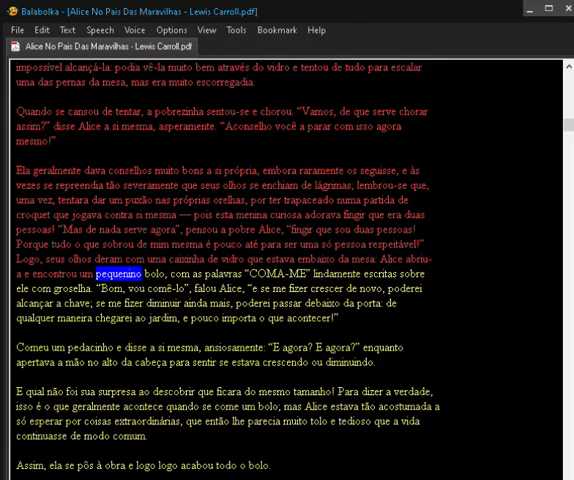 Balabolka - [Alice No Pais Das Maravilhas - Lewis Carroll.pdf]
File Edit Text Speech Voice Options View Tools Bookmark Help
Alice No Pais Das Maravilhas - Lewis Carroll.pdf
impossível alcançá-la: podia vê-la muito bem através do vidro e tentou de tudo para escalar
uma das pernas da mesa, mas era muito escorregadia.
Quando se cansou de tentar, a pobrezinha sentou-se e chorou. “Vamos, de que serve chorar
assim?” disse Alice a si mesma, asperamente. “Aconselho você a parar com isso agora
mesmo!”
Ela geralmente dava conselhos muito bons a si própria, embora raramente os seguisse, e às
vezes se repreendia tão severamente que seus olhos se enchiam de lágrimas; lembrou-se que,
uma vez, tentara dar um puxão nas próprias orelhas, por ter trapaceado numa partida de
croquet que jogava contra si mesma — pois esta menina curiosa adorava fingir que era duas
pessoas! “Mas de nada serve agora”, pensou a pobre Alice, “fingir que sou duas pessoas!
Porque tudo o que sobrou de mim mesma é pouco até para ser uma só pessoa respeitável!”
Logo, seus olhos deram com uma caixinha de vidro que estava embaixo da mesa: Alice abriu-
a e encontrou um pequenino bolo, com as palavras “COMA-ME” lindamente escritas sobre
ele com groselha. “Bom, vou comê-lo”, falou Alice, “e se me fizer crescer de novo, poderei
alcançar a chave; se me fizer diminuir ainda mais, poderei passar debaixo da porta: de
qualquer maneira chegarei ao jardim, e pouco importa o que acontecer!”
Comeu um pedacinho e disse a si mesma, ansiosamente: “E agora? E agora?” enquanto
apertava a mão no alto da cabeça para sentir se estava crescendo ou diminuindo.
E qual não foi sua surpresa ao descobrir que ficara do mesmo tamanho! Para dizer a verdade,
isso é o que geralmente acontece quando se come um bolo; mas Alice estava tão acostumada a
só esperar por coisas extraordinárias, que então lhe parecia muito tolo e tedioso que a vida
continuasse de modo comum.
Assim, ela se pôs à obra e logo logo acabou todo o bolo.